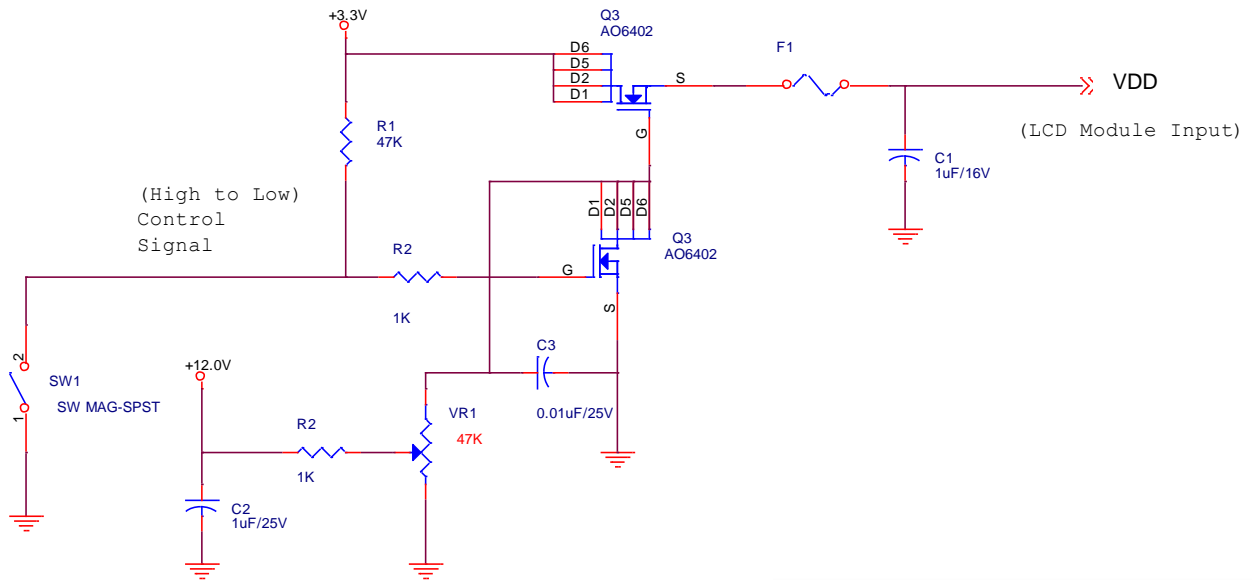 +3.3V
Q3
AO6402
F1
D6
D5
D2
D1
S
VDD
G
(LCD Module Input)
R1
47K
C1
1uF/16V
(High to Low)
Control
Signal
D1
D2
D5
D6
Q3
AO6402
R2
G
1K
S
2
1
SW1
SW MAG-SPST
+12.0V
C3
0.01uF/25V
VR1
47K
R2
1K
C2
1uF/25V